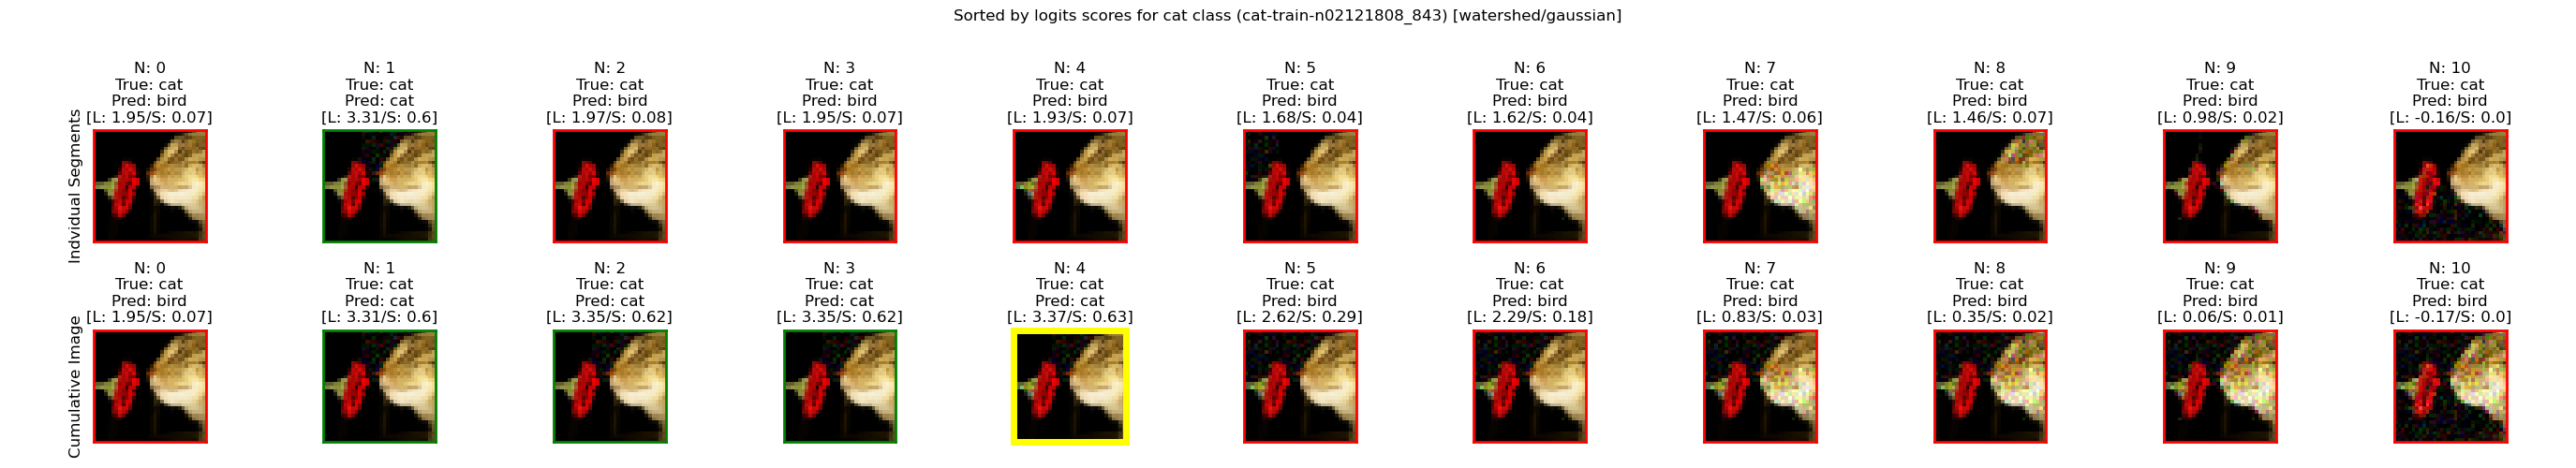 Sorted by logits scores for cat class (cat-train-n02121808_843) [watershed/gaussian]
N: 0 N: 1 N: 2 N: 3 N: 4 N: 5 N: 6 N: 7 N: 8 N: 9 N: 10
True: cat True: cat True: cat True: cat True: cat True: cat True: cat True: cat True: cat True: cat True: cat
Pred: bird Pred: cat Pred: bird Pred: bird Pred: bird Pred: bird Pred: bird Pred: bird Pred: bird Pred: bird Pred: bird
[L: 1.95/S: 0.07] [L: 3.31/S: 0.6] [L: 1.97/S: 0.08] [L: 1.95/S: 0.07] [L: 1.93/S: 0.07] [L: 1.68/S: 0.04] [L: 1.62/S: 0.04] [L: 1.47/S: 0.06] [L: 1.46/S: 0.07] [L: 0.98/S: 0.02] [L: -0.16/S: 0.0]
Indvidual Segments
N: 0 N: 1 N: 2 N: 3 N: 4 N: 5 N: 6 N: 7 N: 8 N: 9 N: 10
True: cat True: cat True: cat True: cat True: cat True: cat True: cat True: cat True: cat True: cat True: cat
Pred: bird Pred: cat Pred: cat Pred: cat Pred: cat Pred: bird Pred: bird Pred: bird Pred: bird Pred: bird Pred: bird
[L: 1.95/S: 0.07] [L: 3.31/S: 0.6] [L: 3.35/S: 0.62] [L: 3.35/S: 0.62] [L: 3.37/S: 0.63] [L: 2.62/S: 0.29] [L: 2.29/S: 0.18] [L: 0.83/S: 0.03] [L: 0.35/S: 0.02] [L: 0.06/S: 0.01] [L: -0.17/S: 0.0]
Cumulative Image